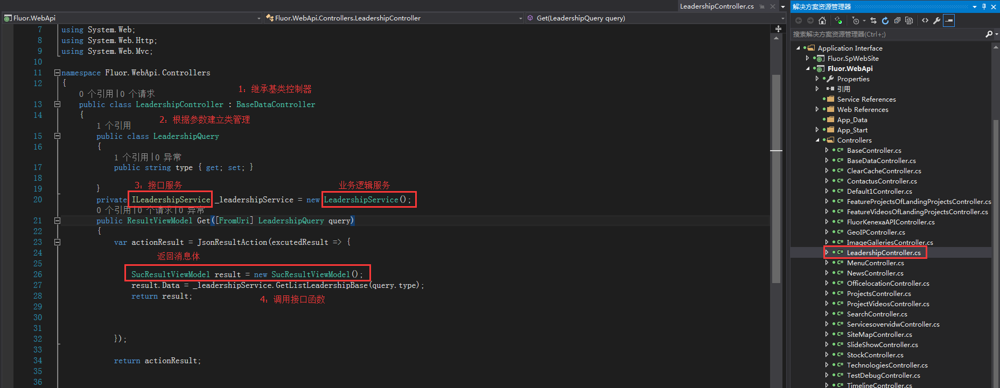 LeadershipController.cs
Fluor.WebApi
Fluor.WebApi.Controllers.LeadershipController
Get(LeadershipQuery query)
7 using System.Web;
8 using System.Web.Http;
9 using System.Web.Mvc;
10
11 namespace Fluor.WebApi.Controllers
12 {
0 个引用|0 个请求
1：继承基类控制器
13 public class LeadershipController : BaseDataController
14 {
2：根据参数建立类管理
1 个引用
15 public class LeadershipQuery
16 {
1 个引用|0 异常
17 public string type { get; set; }
18
19 }
3：接口服务
业务逻辑服务
20 private ILeadershipService _leadershipService = new LeadershipService();
0 个引用|0 个请求|0 异常
21 public ResultViewModel Get([FromUri] LeadershipQuery query)
22 {
23 var actionResult = JsonResultAction(excutedResult => {
24
返回消息体
25
26 SucResultViewModel result = new SucResultViewModel();
27 result.Data = _leadershipService.GetListLeadershipBase(query.type);
28 return result;
4：调用接口函数
29
30
31
32 });
33
34 return actionResult;
35
36
解决方案资源管理器
搜索解决方案资源管理器(Ctrl+;)
Application Interface
Fluor.SpWebSite
Fluor.WebApi
Properties
引用
Service References
Web References
App_Data
App_Start
Controllers
C# BaseController.cs
C# BaseDataController.cs
C# ClearCacheController.cs
C# ContactusController.cs
C# Default1Controller.cs
C# FeatureProjectsOfLandingProjectsController.cs
C# FeatureVideosOfLandingProjectsController.cs
C# FluorKenexaAPIController.cs
C# GeoIPController.cs
C# ImageGalleriesController.cs
C# LeadershipController.cs
C# MenuController.cs
C# NewsController.cs
C# OfficelocationController.cs
C# ProjectsController.cs
C# ProjectVideosController.cs
C# SearchController.cs
C# ServicesovervidwController.cs
C# SiteMapController.cs
C# SlideShowController.cs
C# StockController.cs
C# TechnologiesController.cs
C# TestDebugController.cs
C# TimelineController.cs